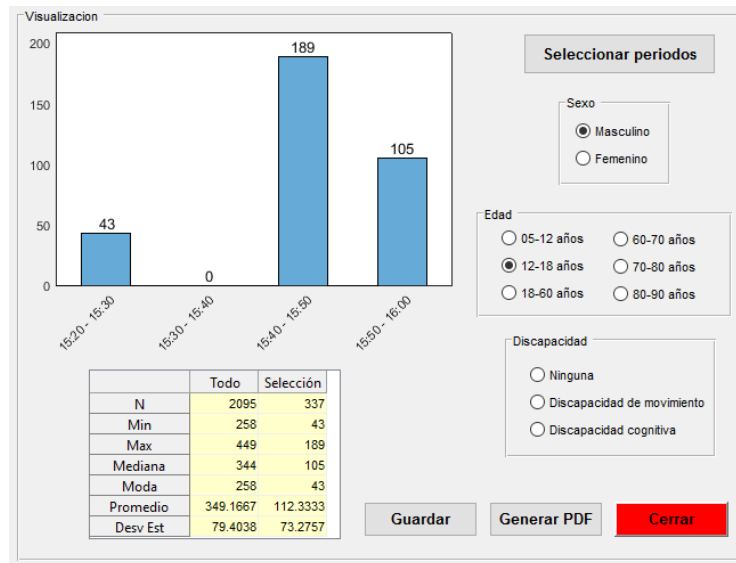 Visualizacion
200
150
100
50
0
43
0
189
105
15:20 - 15:30
15:30 - 15:40
15:40 - 15:50
15:50 - 16:00
Todo Selección
N 2095 337
Min 258 43
Max 449 189
Mediana 344 105
Moda 258 43
Promedio 349.1667 112.3333
Desv Est 79.4038 73.2757
Seleccionar periodos
Sexo
Masculino
Femenino
Edad
05-12 años 60-70 años
12-18 años 70-80 años
18-60 años 80-90 años
Discapacidad
Ninguna
Discapacidad de movimiento
Discapacidad cognitiva
Guardar Generar PDF Cerrar